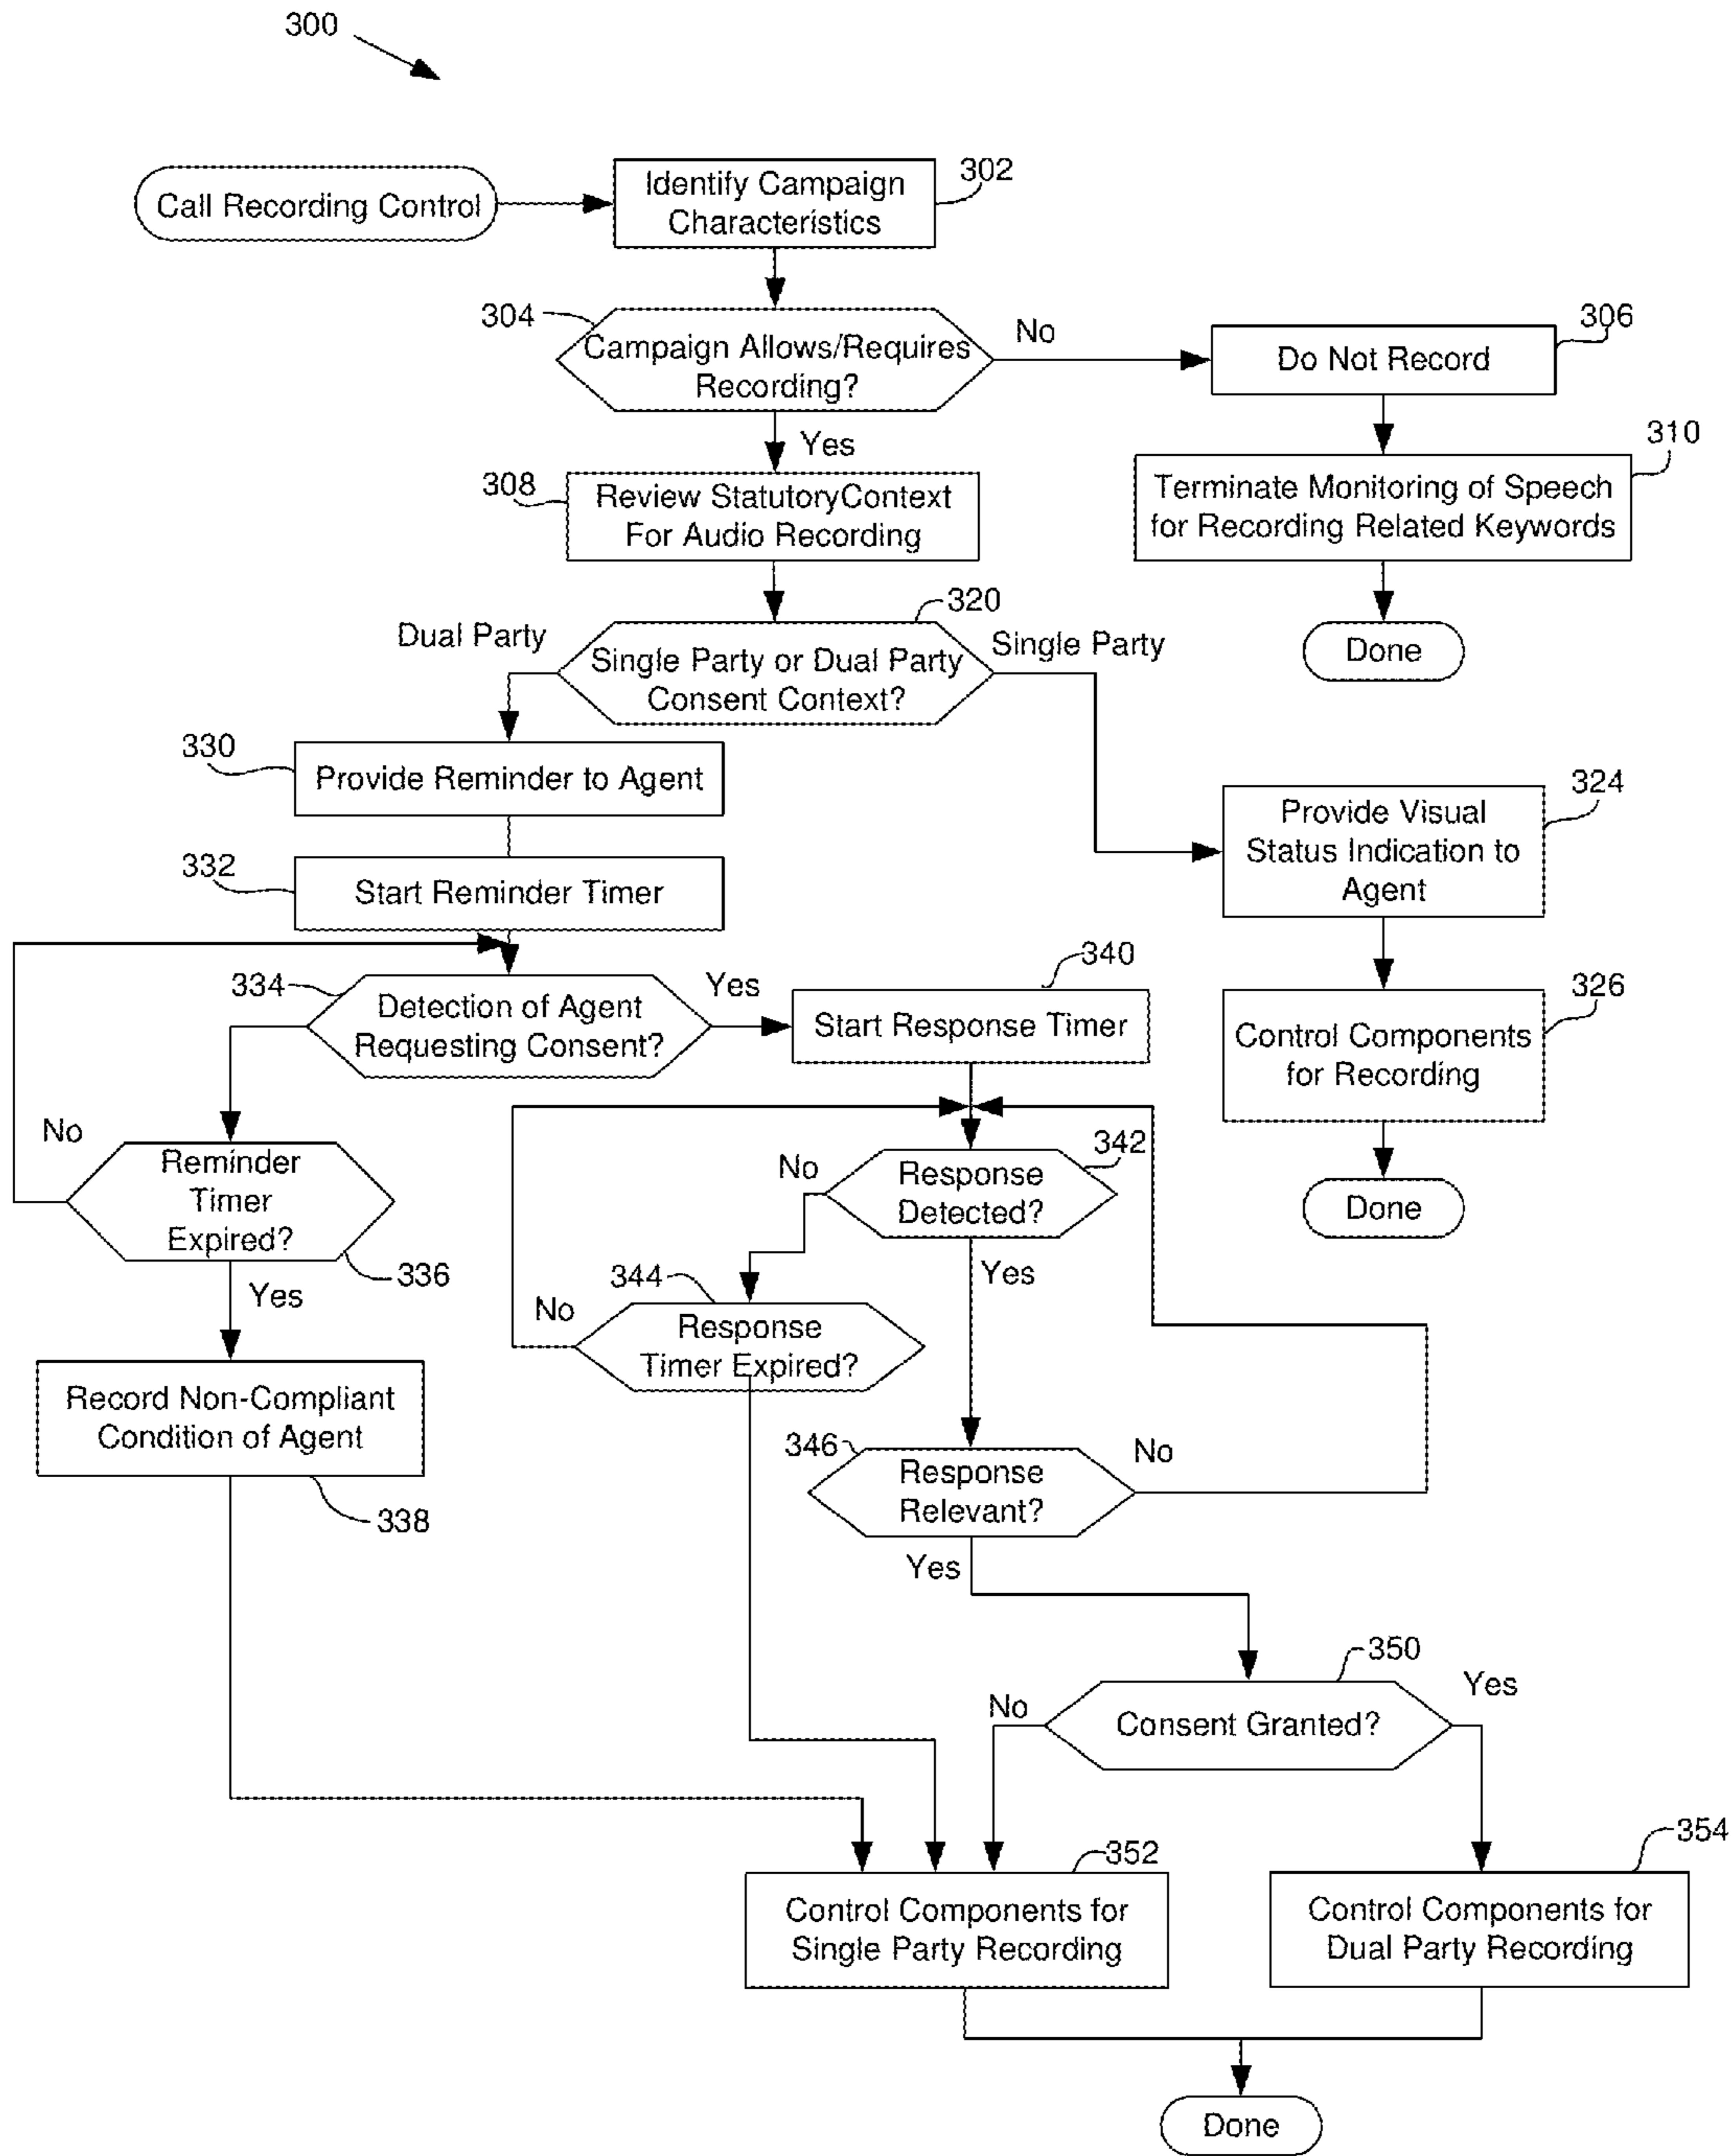 300
Call Recording Control
Identify Campaign
Characteristics
302
304
Campaign Allows/Requires
Recording?
No
306
Do Not Record
Yes
310
Terminate Monitoring of Speech
for Recording Related Keywords
Done
308
Review StatutoryContext
For Audio Recording
320
Dual Party
Single Party or Dual Party
Consent Context?
Single Party
330
Provide Reminder to Agent
332
Start Reminder Timer
324
Provide Visual
Status Indication to
Agent
326
Control Components
for Recording
Done
334
Detection of Agent
Requesting Consent?
Yes
340
Start Response Timer
No
Reminder
Timer
Expired?
336
Yes
Record Non-Compliant
Condition of Agent
338
342
No
Response
Detected?
Yes
344
No
Response
Timer Expired?
346
Response
Relevant?
No
Yes
350
No
Consent Granted?
Yes
352
Control Components for
Single Party Recording
354
Control Components for
Dual Party Recording
Done